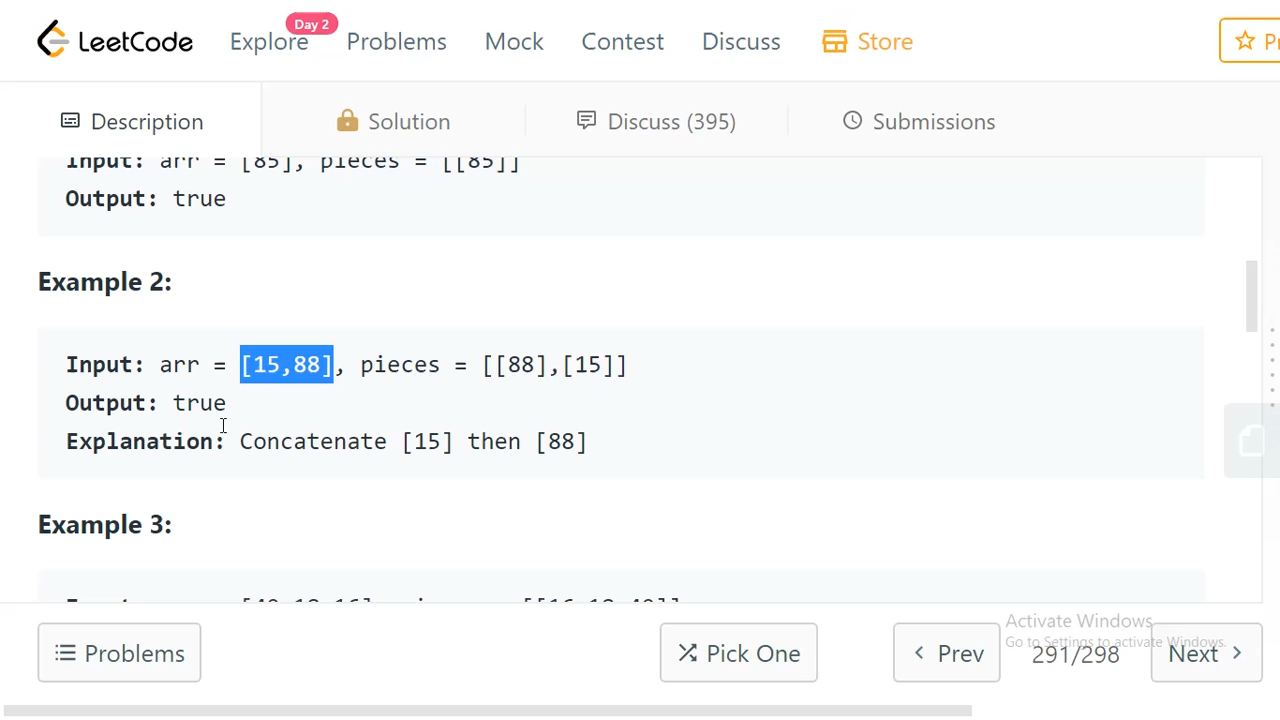 LeetCode
Explore Day 2 Problems Mock Contest Discuss Store
Description Solution Discuss (395) Submissions
Input: arr = [85], pieces = [[85]]
Output: true
Example 2:
Input: arr = [15,88], pieces = [[88],[15]]
Output: true
Explanation: Concatenate [15] then [88]
Example 3:
Activate Windows
Go to Settings to activate Windows.
Problems Pick One Prev 291/298 Next